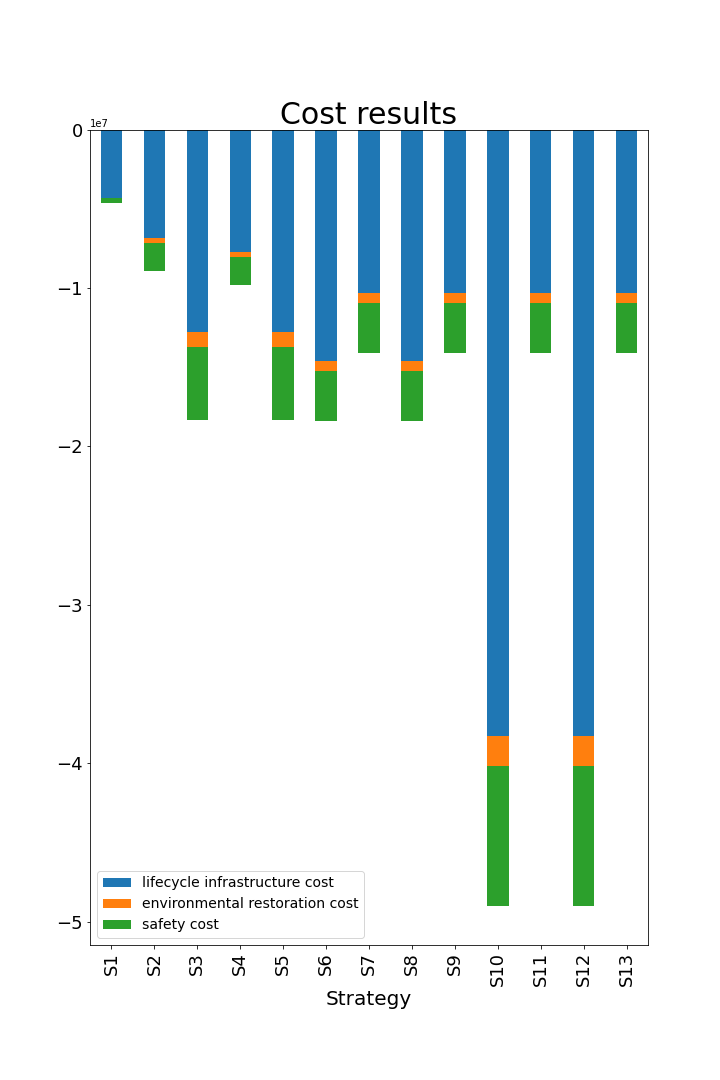 Cost results
1e7
0
−1
−2
−3
−4
−5
lifecycle infrastructure cost
environmental restoration cost
safety cost
S1 S2 S3 S4 S5 S6 S7 S8 S9 S10 S11 S12 S13
Strategy